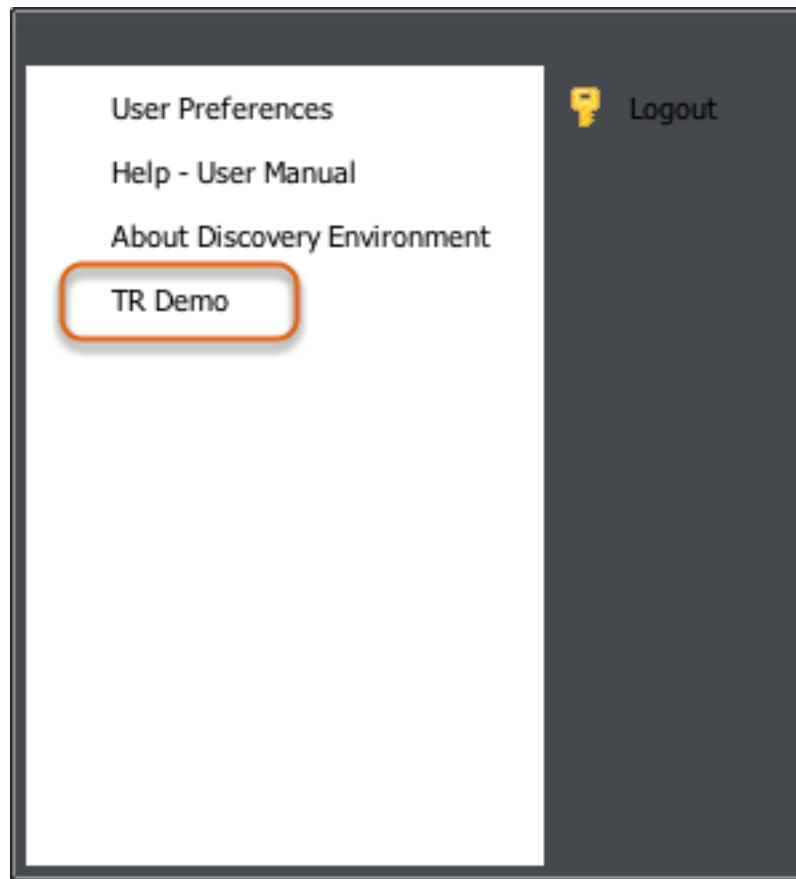 User Preferences
Logout
Help - User Manual
About Discovery Environment
TR Demo